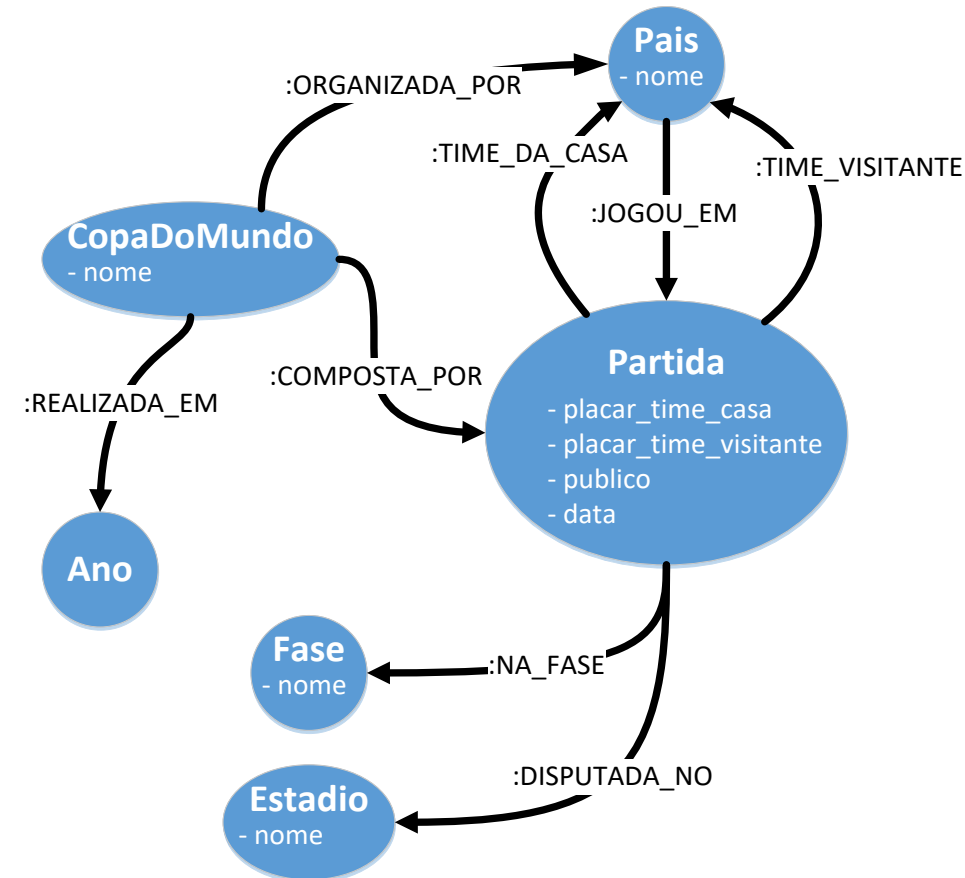 Pais
- nome
:ORGANIZADA_POR
:TIME_DA_CASA
:TIME_VISITANTE
:JOGOU_EM
CopaDoMundo
- nome
:COMPOSTA_POR
:REALIZADA_EM
Partida
- placar_time_casa
- placar_time_visitante
- publico
- data
Ano
Fase
- nome
:NA_FASE
:DISPUTADA_NO
Estadio
- nome